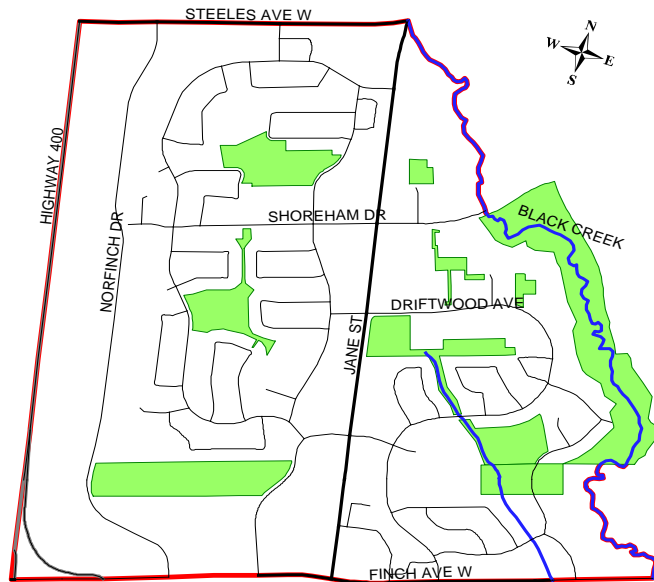 STEELES AVE W
N
W
E
S
HIGHWAY 400
NORFINCH DR
SHOREHAM DR
BLACK CREEK
DRIFTWOOD AVE
JANE ST
FINCH AVE W